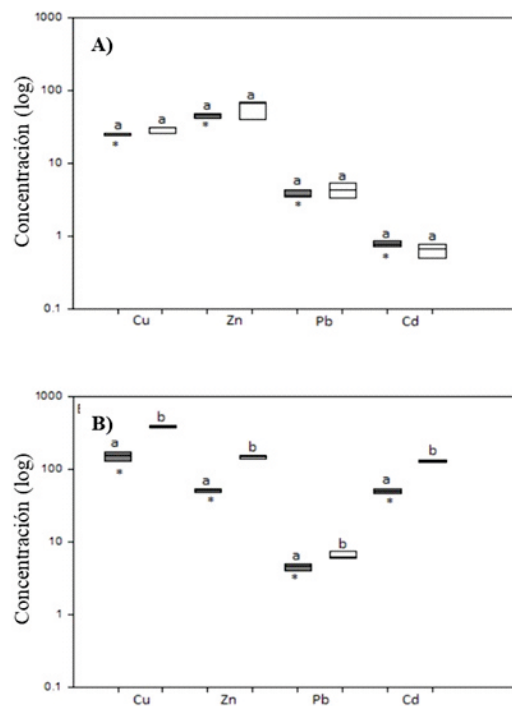 A)
Concentración (log)
1000
100
10
1
0.1
a a a a a a a a
* * * *
Cu Zn Pb Cd
B)
Concentración (log)
1000
100
10
1
0.1
a b a b a b a b
* * * *
Cu Zn Pb Cd